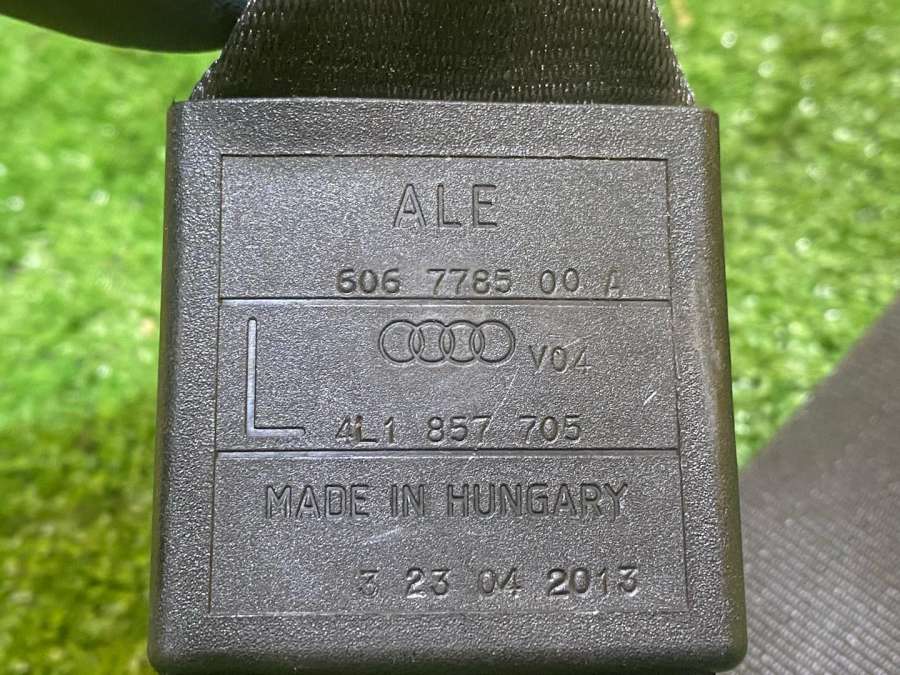 ALE
606 7785 00 A
V04
L 4L1 857 705
MADE IN HUNGARY
3 23 04 2013